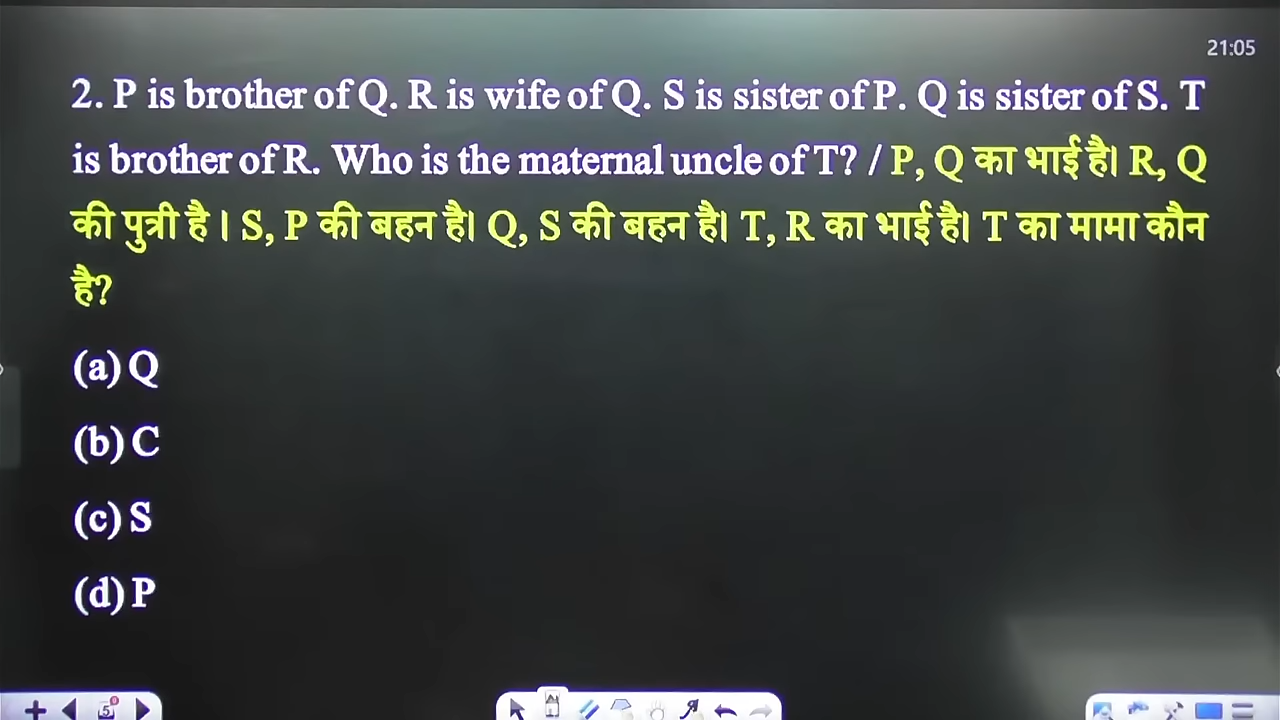 21:05
2. P is brother of Q. R is wife of Q. S is sister of P. Q is sister of S. T
is brother of R. Who is the maternal uncle of T? / P, Q का भाई है। R, Q
की पुत्री है । S, P की बहन है। Q, S की बहन है। T, R का भाई है। T का मामा कौन
है?
(a) Q
(b) C
(c) S
(d) P
5